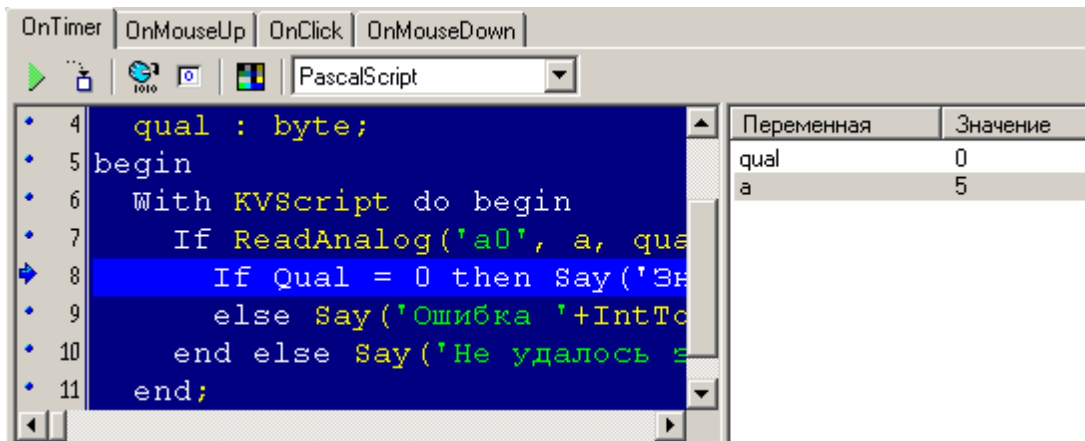 OnTimer OnMouseUp OnClick OnMouseDown
1010 0 PascalScript
4 qual : byte;
5 begin
6 With KVScript do begin
7 If ReadAnalog('a0', a, qua
8 If Qual = 0 then Say('Зн
9 else Say('Ошибка '+IntTo
10 end else Say('Не удалось
11 end;
Переменная Значение
qual 0
a 5